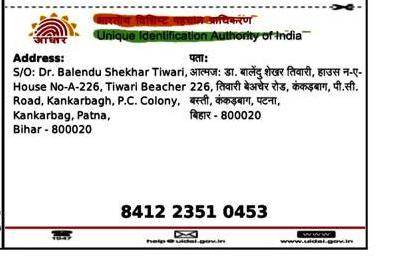 भारतीय विशिष्ट पहचान प्राधिकरण
Unique Identification Authority of India
आधार
Address:
S/O: Dr. Balendu Shekhar Tiwari,
House No-A-226, Tiwari Beacher
Road, Kankarbagh, P.C. Colony,
Kankarbag, Patna,
Bihar - 800020
पता:
आत्मज: डा. बालेंदु शेखर तिवारी, हाउस न-ए-
226, तिवारी बेअचेर रोड, कंकड़बाग, पी.सी.
बस्ती, कंकड़बाग, पटना,
बिहार - 800020
8412 2351 0453
1947
help@uidai.gov.in
www
www.uidai.gov.in